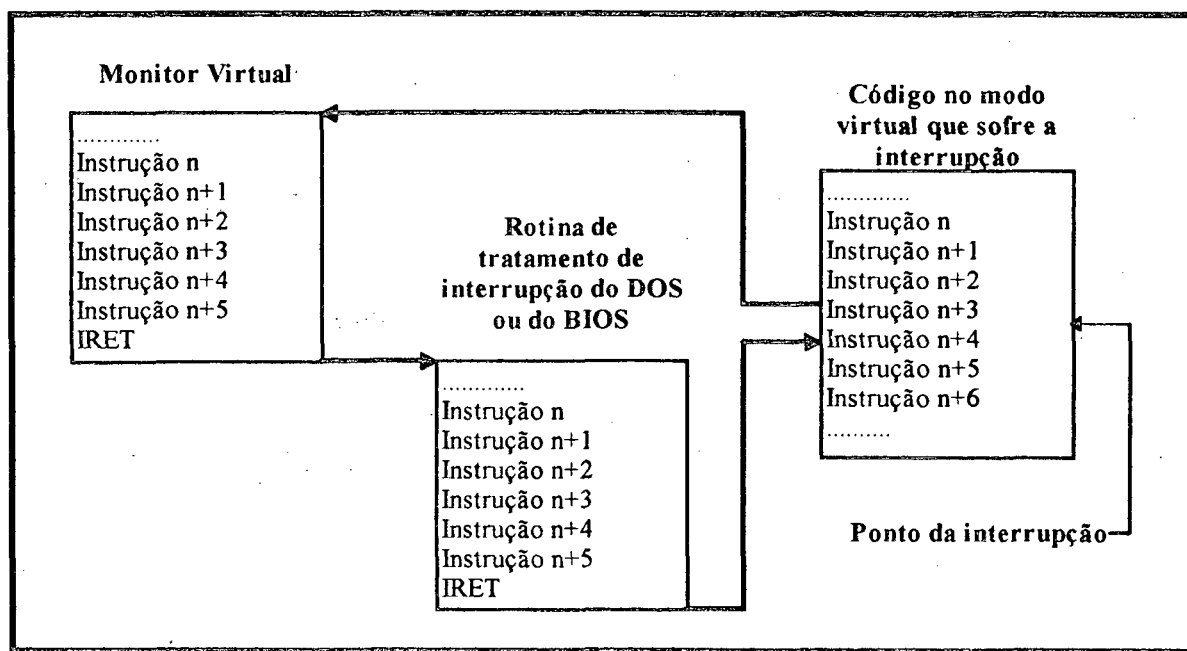 Monitor Virtual
.............
Instrução n
Instrução n+1
Instrução n+2
Instrução n+3
Instrução n+4
Instrução n+5
IRET
Rotina de
tratamento de
interrupção do DOS
ou do BIOS
.............
Instrução n
Instrução n+1
Instrução n+2
Instrução n+3
Instrução n+4
Instrução n+5
IRET
Código no modo
virtual que sofre a
interrupção
.............
Instrução n
Instrução n+1
Instrução n+2
Instrução n+3
Instrução n+4
Instrução n+5
Instrução n+6
..........
Ponto da interrupção